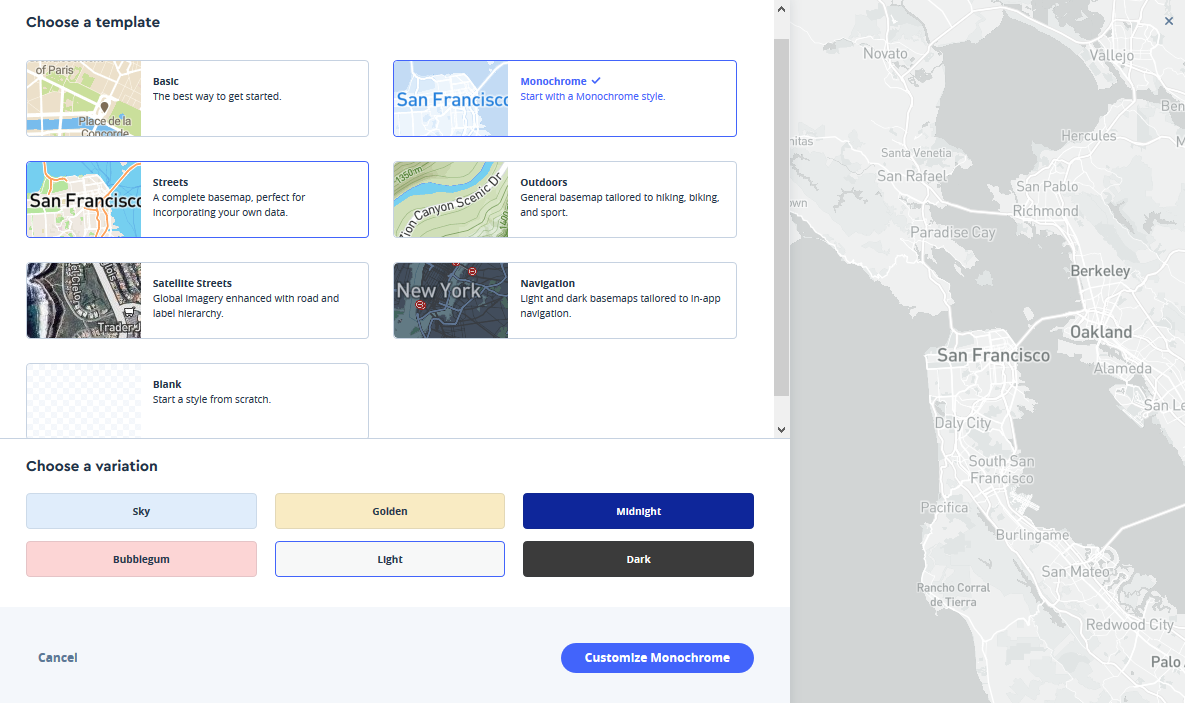 Choose a template
of Paris
Place de la
Concorde
Basic
The best way to get started.
San Francisco
Monochrome
Start with a Monochrome style.
San Francisco
Streets
A complete basemap, perfect for
incorporating your own data.
Canyon Scenic Dr
1350m
Outdoors
General basemap tailored to hiking, biking,
and sport.
Trader J
Satellite Streets
Global imagery enhanced with road and
label hierarchy.
New York
Navigation
Light and dark basemaps tailored to in-app
navigation.
Blank
Start a style from scratch.
Choose a variation
Sky
Golden
Midnight
Bubblegum
Light
Dark
Cancel
Customize Monochrome
Novato
Vallejo
Ben
Hercules
nitas
Santa Venetia
San Rafael
San Pablo
own
Richmond
Paradise Cay
Berkeley
Oakland
San Francisco
Alameda
San Le
Daly City
South San
Francisco
Pacifica
Burlingame
San Mateo
Rancho Corral
de Tierra
Redwood City
Palo